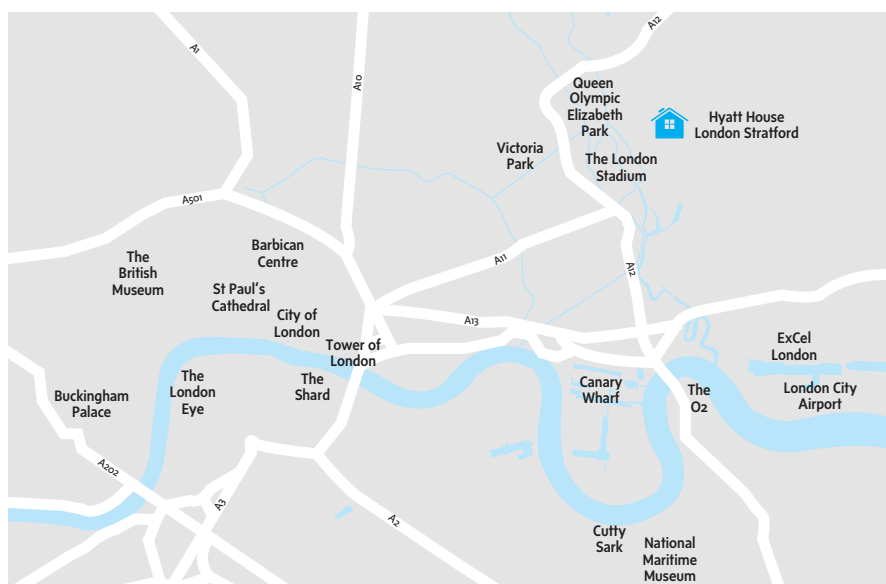 A12
A1
A10
Queen
Olympic
Elizabeth
Park
Hyatt House
London Stratford
Victoria
Park
The London
Stadium
A501
Barbican
Centre
The
British
Museum
A11
A12
St Paul's
Cathedral
City of
London
A13
Tower of
London
ExCel
London
Buckingham
Palace
The
London
Eye
The
Shard
Canary
Wharf
The
O2
London City
Airport
A202
A3
A2
Cutty
Sark
National
Maritime
Museum